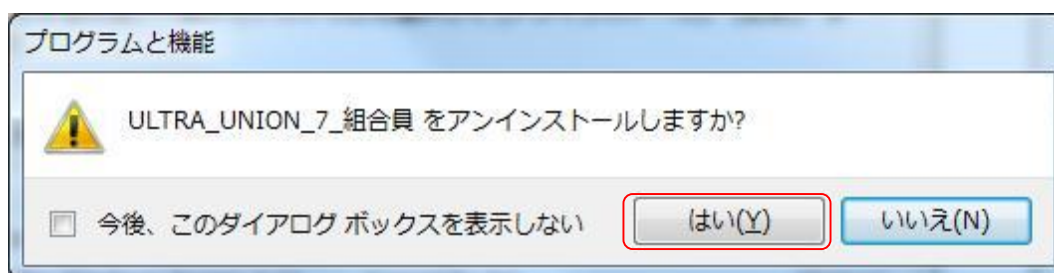 プログラムと機能
ULTRA_UNION_7_組合員 をアンインストールしますか?
今後、このダイアログ ボックスを表示しない
はい(Y)
いいえ(N)